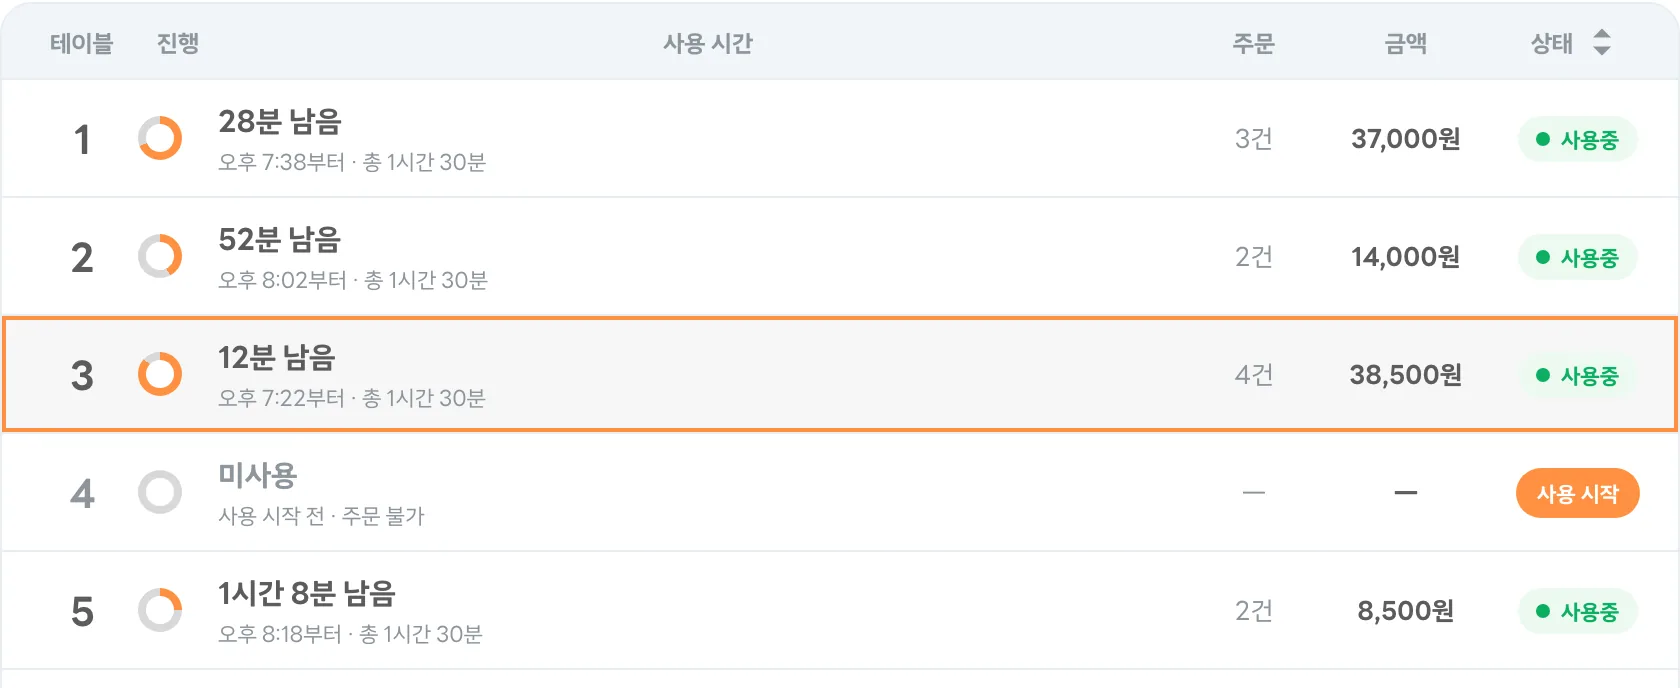 테이블 진행 사용 시간 주문 금액 상태
1 28분 남음 3건 37,000원 사용중
오후 7:38부터 · 총 1시간 30분
2 52분 남음 2건 14,000원 사용중
오후 8:02부터 · 총 1시간 30분
3 12분 남음 4건 38,500원 사용중
오후 7:22부터 · 총 1시간 30분
4 미사용 — — 사용 시작
사용 시작 전 · 주문 불가
5 1시간 8분 남음 2건 8,500원 사용중
오후 8:18부터 · 총 1시간 30분